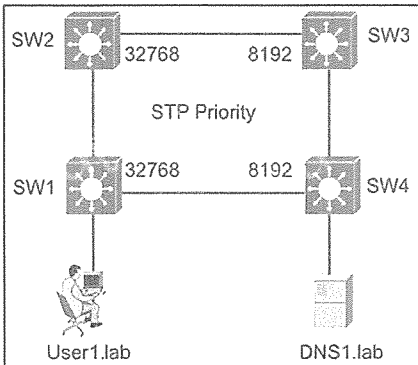 SW2
32768
8192
SW3
STP Priority
SW1
32768
8192
SW4
User1.lab
DNS1.lab